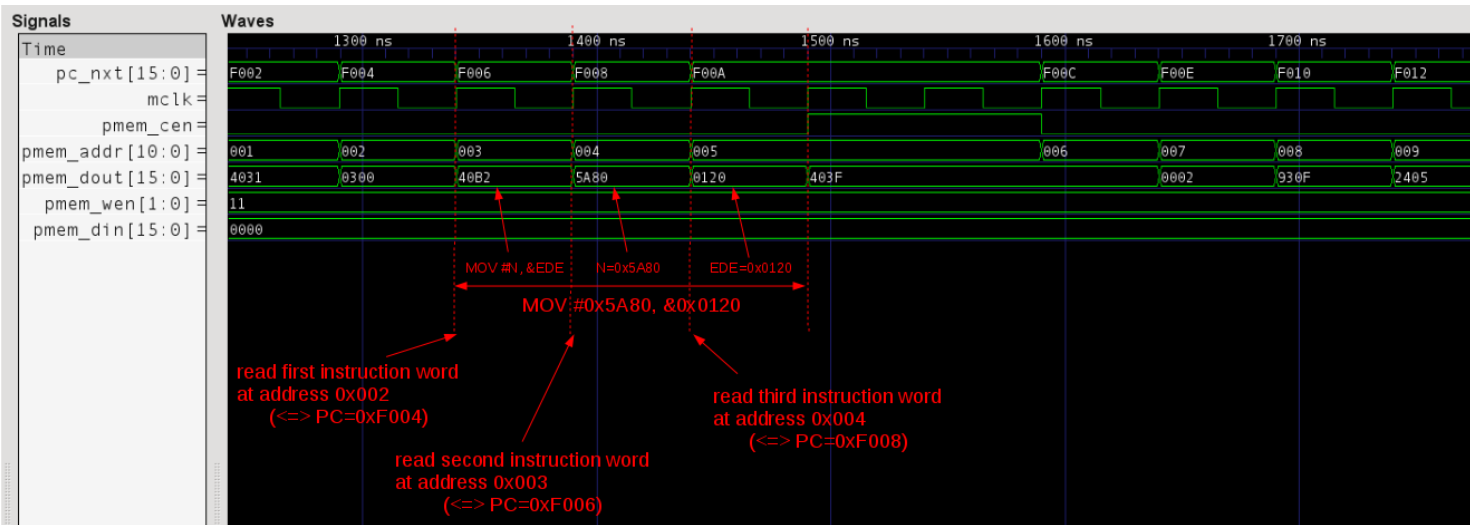 Signals
Waves
Time
1300 ns 1400 ns 1500 ns 1600 ns 1700 ns
pc_nxt[15:0] = F002 F004 F006 F008 F00A F00C F00E F010 F012
mclk =
pmem_cen =
pmem_addr[10:0] = 001 002 003 004 005 006 007 008 009
pmem_dout[15:0] = 4031 0300 40B2 5A80 0120 403F 0002 930F 2405
pmem_wen[1:0] = 11
pmem_din[15:0] = 0000
MOV #N, &EDE N=0x5A80 EDE=0x0120
MOV #0x5A80, &0x0120
read first instruction word
at address 0x002
(<=> PC=0xF004)
read second instruction word
at address 0x003
(<=> PC=0xF006)
read third instruction word
at address 0x004
(<=> PC=0xF008)